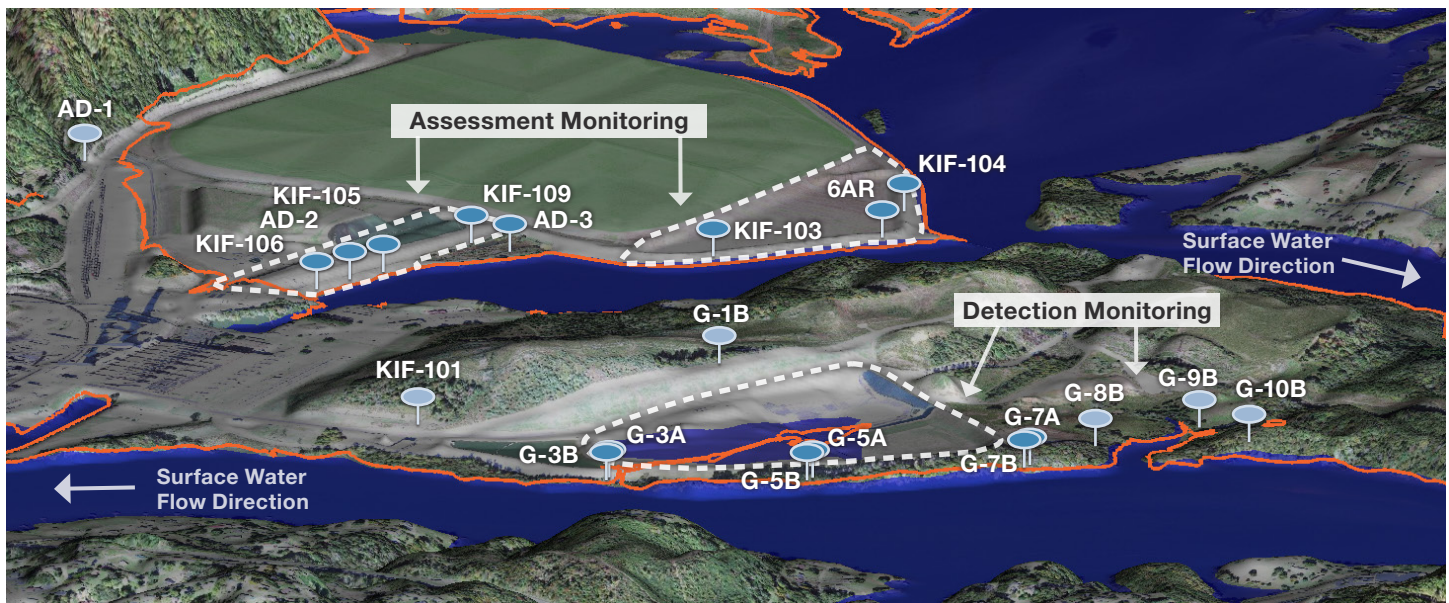 AD-1
Assessment Monitoring
KIF-104
KIF-105
KIF-109
6AR
AD-2
AD-3
KIF-106
KIF-103
Surface Water
Flow Direction
G-1B
Detection Monitoring
KIF-101
G-9B
G-8B
G-10B
G-7A
G-3A
G-5A
G-3B
G-7B
G-5B
Surface Water
Flow Direction